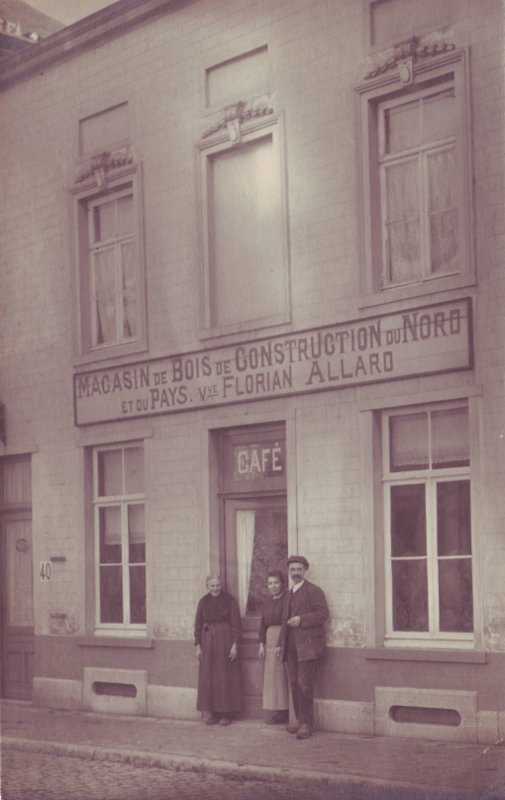 MAGASIN DE BOIS DE CONSTRUCTION DU NORD
ET DU PAYS. VVE FLORIAN ALLARD
CAFÉ
40